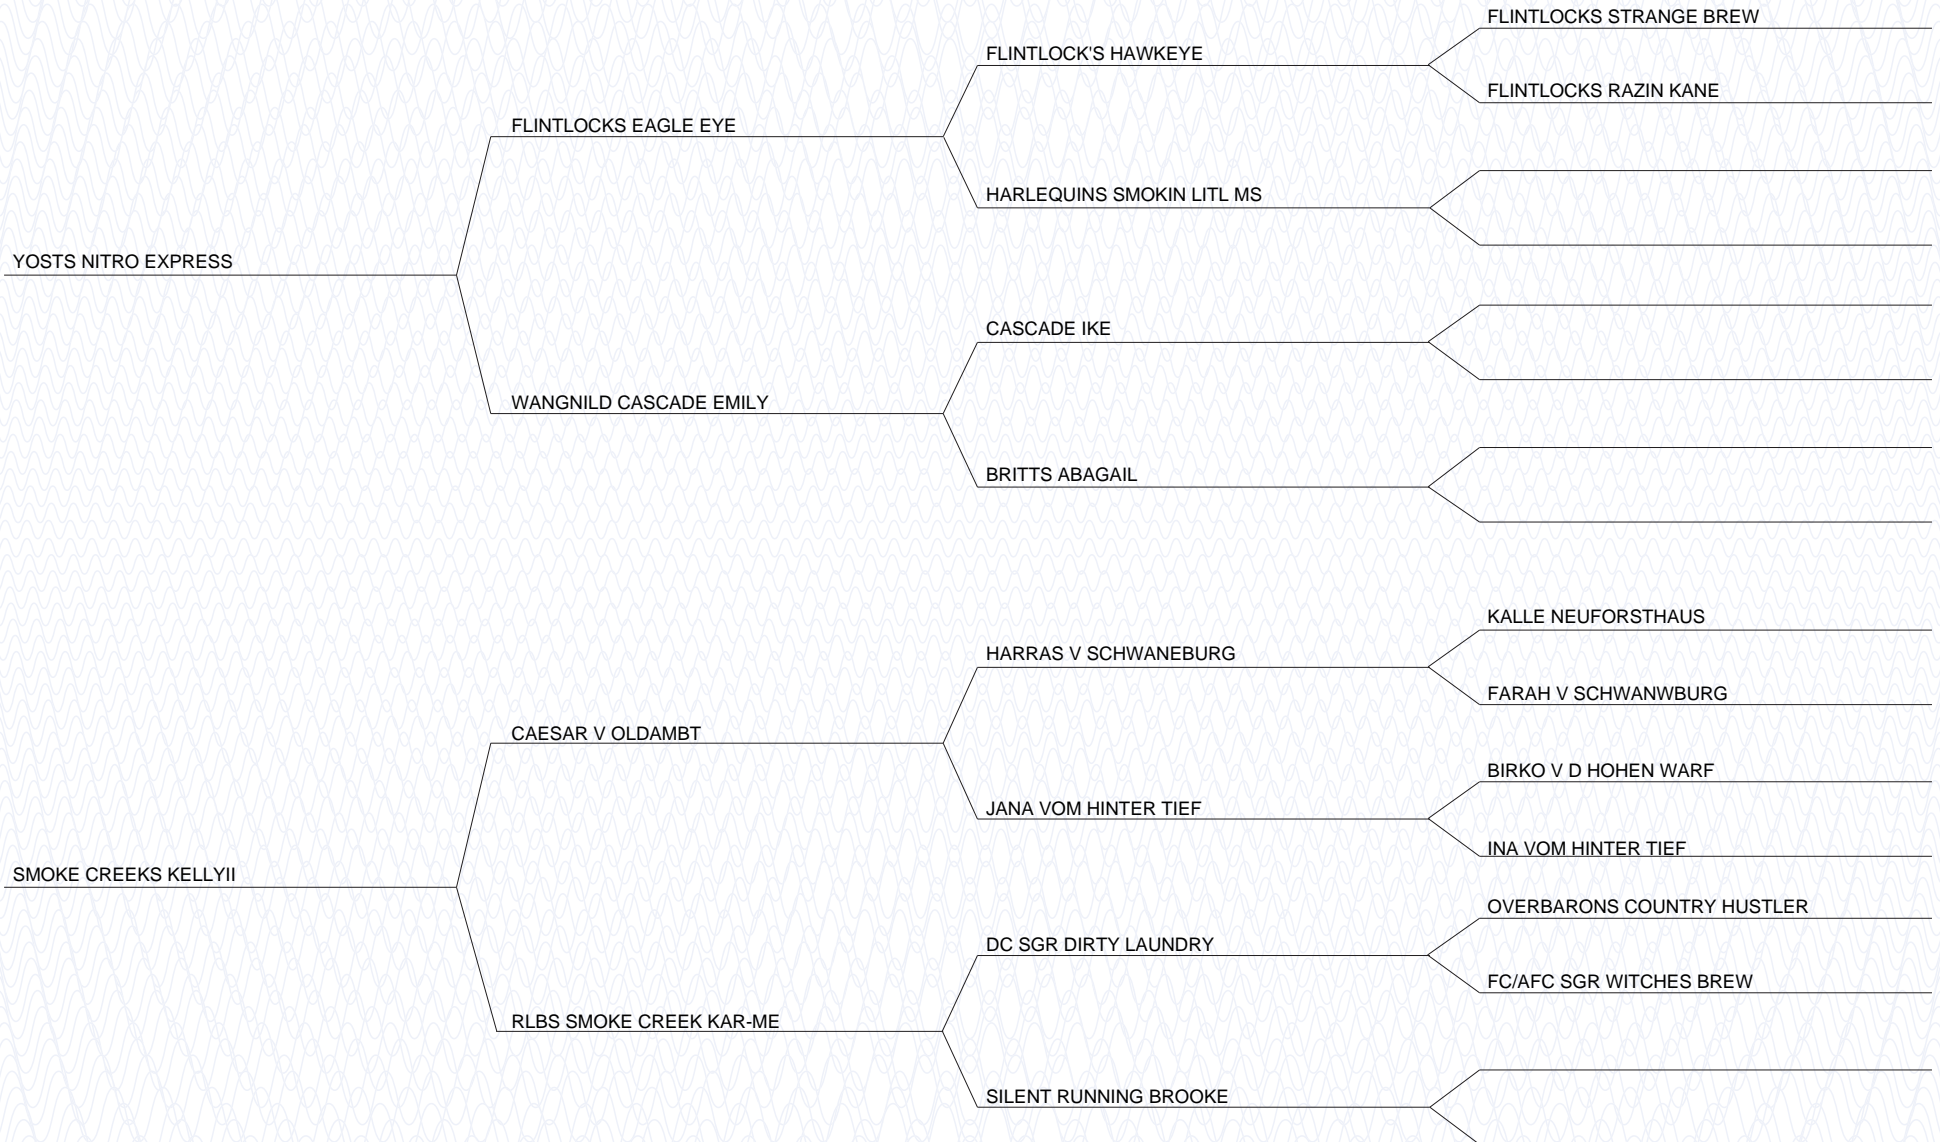 FLINTLOCKS STRANGE BREW
FLINTLOCK'S HAWKEYE
FLINTLOCKS RAZIN KANE
FLINTLOCKS EAGLE EYE
HARLEQUINS SMOKIN LITL MS
YOSTS NITRO EXPRESS
CASCADE IKE
WANGNILD CASCADE EMILY
BRITTS ABAGAIL
KALLE NEUFORSTHAUS
HARRAS V SCHWANEBURG
FARAH V SCHWANWBURG
CAESAR V OLDAMBT
BIRKO V D HOHEN WARF
JANA VOM HINTER TIEF
INA VOM HINTER TIEF
SMOKE CREEKS KELLYII
OVERBARONS COUNTRY HUSTLER
DC SGR DIRTY LAUNDRY
FC/AFC SGR WITCHES BREW
RLBS SMOKE CREEK KAR-ME
SILENT RUNNING BROOKE